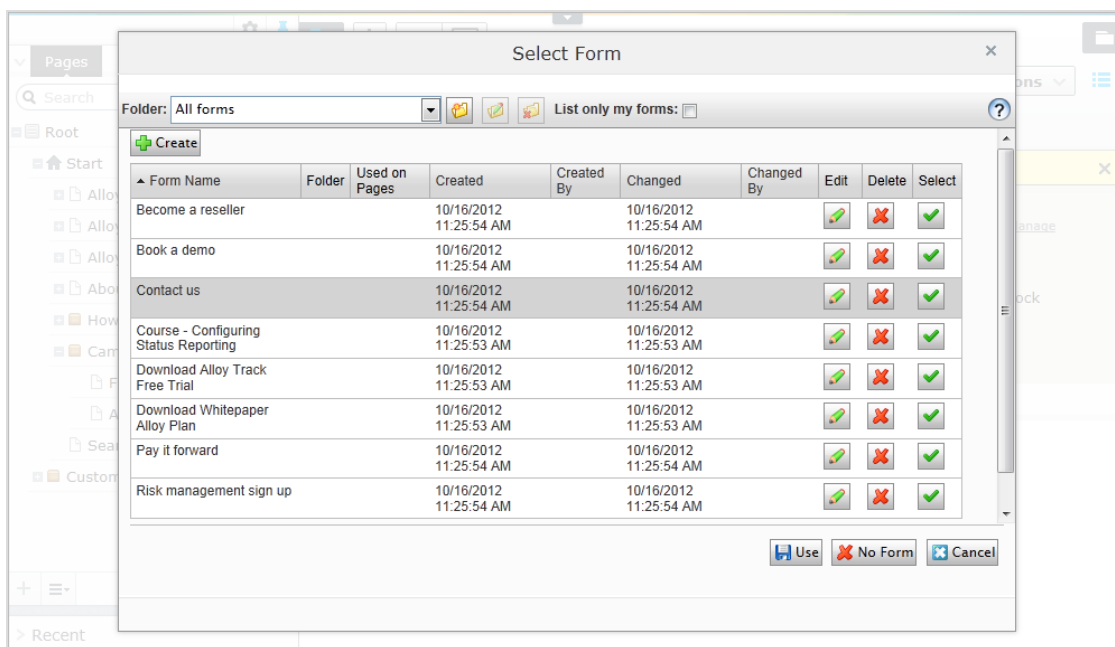 Select Form
Pages
Search
Root
Start
Folder: All forms
List only my forms:
Create
Form Name Folder Used on Pages Created Created By Changed Changed By Edit Delete Select
Become a reseller 10/16/2012 10/16/2012
11:25:54 AM 11:25:54 AM
Book a demo 10/16/2012 10/16/2012
11:25:54 AM 11:25:54 AM
Contact us 10/16/2012 10/16/2012
11:25:54 AM 11:25:54 AM
Course - Configuring 10/16/2012 10/16/2012
Status Reporting 11:25:53 AM 11:25:53 AM
Download Alloy Track 10/16/2012 10/16/2012
Free Trial 11:25:53 AM 11:25:53 AM
Download Whitepaper 10/16/2012 10/16/2012
Alloy Plan 11:25:53 AM 11:25:53 AM
Pay it forward 10/16/2012 10/16/2012
11:25:54 AM 11:25:54 AM
Risk management sign up 10/16/2012 10/16/2012
11:25:54 AM 11:25:54 AM
Use No Form Cancel
Recent